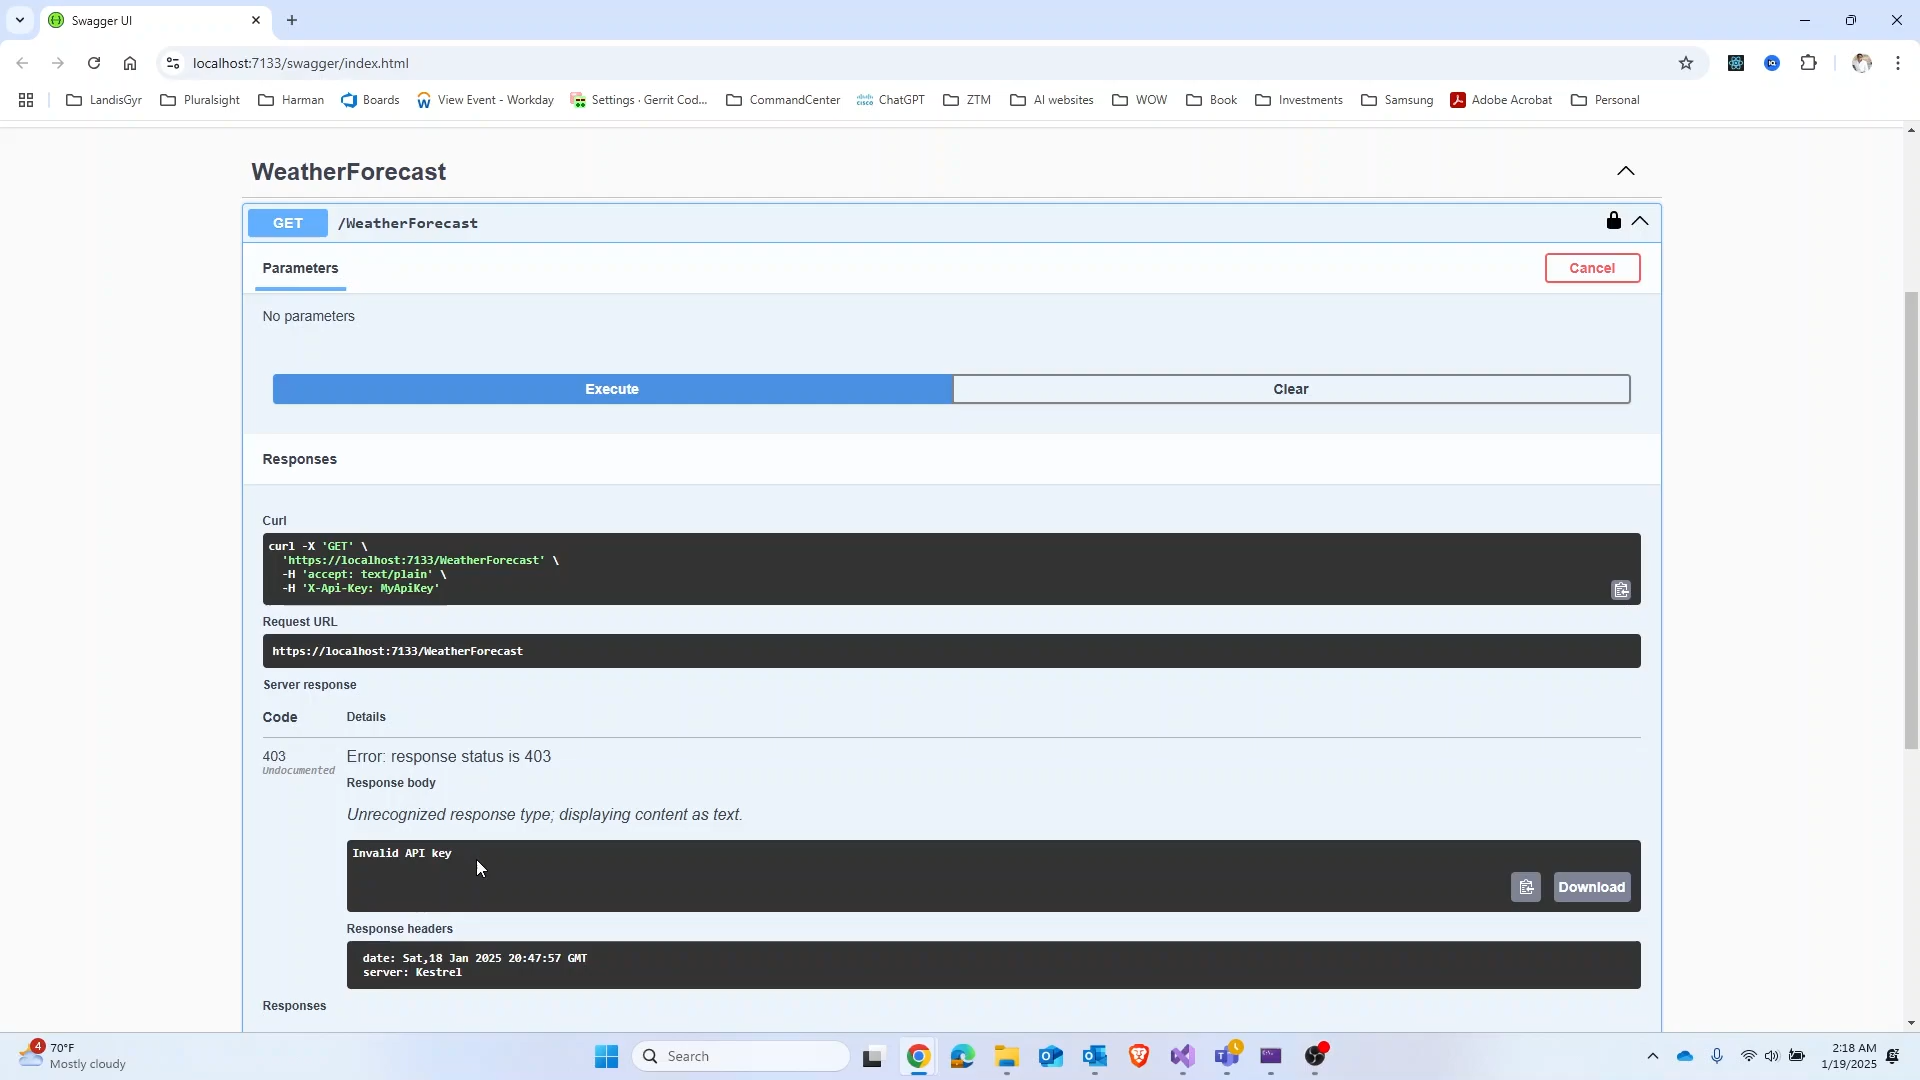 Swagger UI
localhost:7133/swagger/index.html
LandisGyr
Pluralsight
Harman
Boards
View Event - Workday
Settings · Gerrit Cod...
CommandCenter
ChatGPT
ZTM
AI websites
WOW
Book
Investments
Samsung
Adobe Acrobat
Personal
WeatherForecast
GET /WeatherForecast
Parameters
Cancel
No parameters
Execute
Clear
Responses
Curl
curl -X 'GET' \
'https://localhost:7133/WeatherForecast' \
-H 'accept: text/plain' \
-H 'X-Api-Key: MyApiKey'
Request URL
https://localhost:7133/WeatherForecast
Server response
Code Details
403 Error: response status is 403
Undocumented
Response body
Unrecognized response type; displaying content as text.
Invalid API key
Download
Response headers
date: Sat,18 Jan 2025 20:47:57 GMT
server: Kestrel
Responses
4
70°F
Mostly cloudy
Search
2:18 AM
1/19/2025